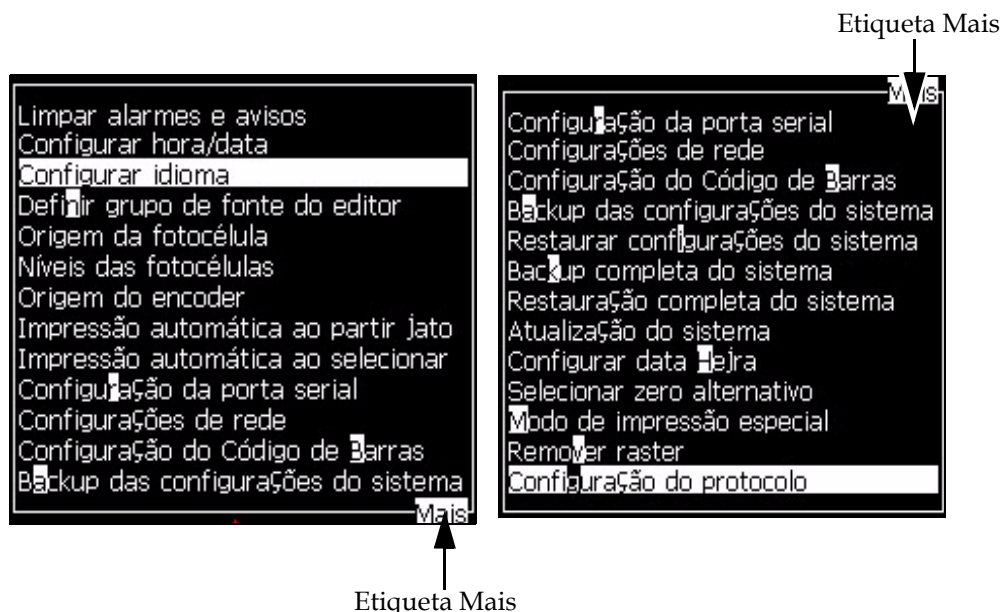 Etiqueta Mais
Limpar alarmes e avisos
Configurar hora/data
Configurar idioma
Definir grupo de fonte do editor
Origem da fotocélula
Níveis das fotocélulas
Origem do encoder
Impressão automática ao partir jato
Impressão automática ao selecionar
Configuração da porta serial
Configurações de rede
Configuração do Código de Barras
Backup das configurações do sistema
Mais
Mais
Configuração da porta serial
Configurações de rede
Configuração do Código de Barras
Backup das configurações do sistema
Restaurar configurações do sistema
Backup completa do sistema
Restauração completa do sistema
Atualização do sistema
Configurar data Hejra
Selecionar zero alternativo
Modo de impressão especial
Remover raster
Configuração do protocolo
Etiqueta Mais